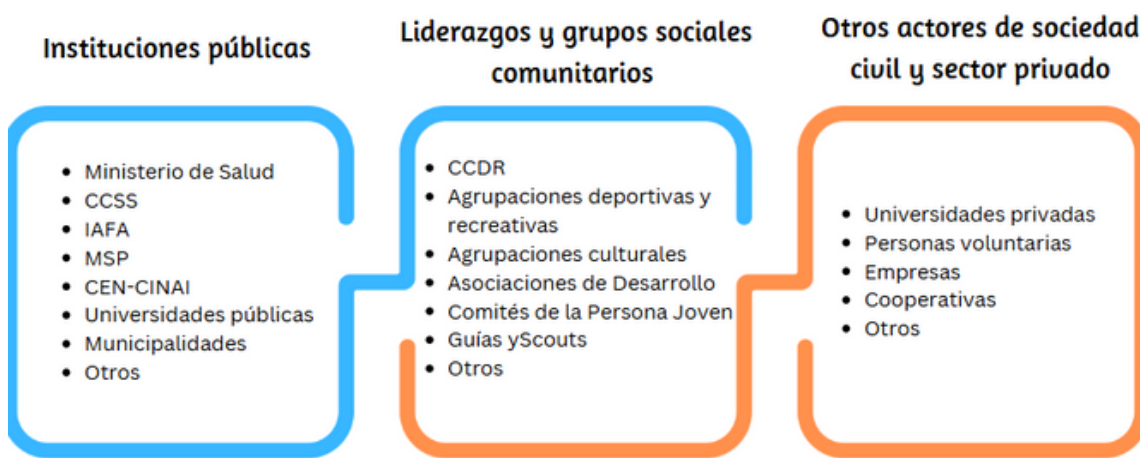 Instituciones públicas
Ministerio de Salud
CCSS
IAFA
MSP
CEN-CINAI
Universidades públicas
Municipalidades
Otros
Liderazgos y grupos sociales
comunitarios
CCDR
Agrupaciones deportivas y
recreativas
Agrupaciones culturales
Asociaciones de Desarrollo
Comités de la Persona Joven
Guías yScouts
Otros
Otros actores de sociedad
civil y sector privado
Universidades privadas
Personas voluntarias
Empresas
Cooperativas
Otros